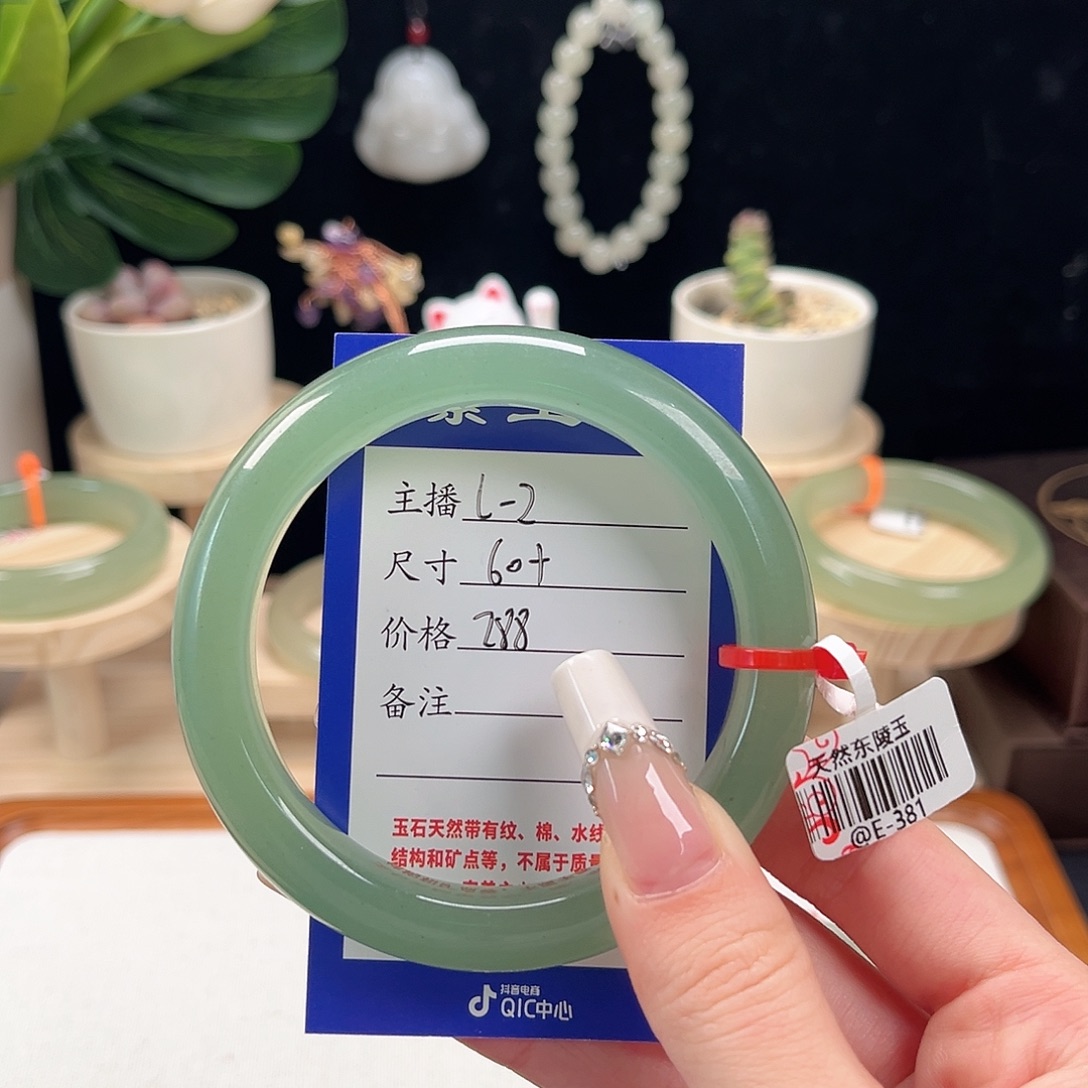 主播 L-2
尺寸 60+
价格 288
备注
玉石天然带有纹、棉、水线
结构和矿点等，不属于质量
抖音电商
QIC中心
天然东陵玉
@E-381